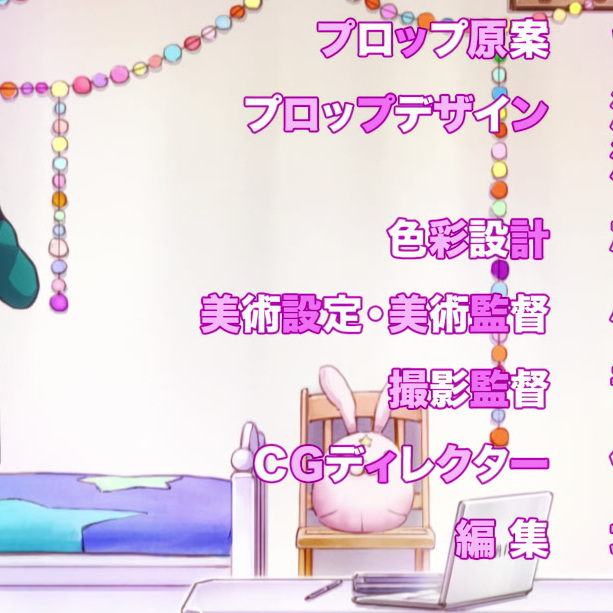 プロップ原案
プロップデザイン
色彩設計
美術設定・美術監督
撮影監督
CGディレクター
編 集